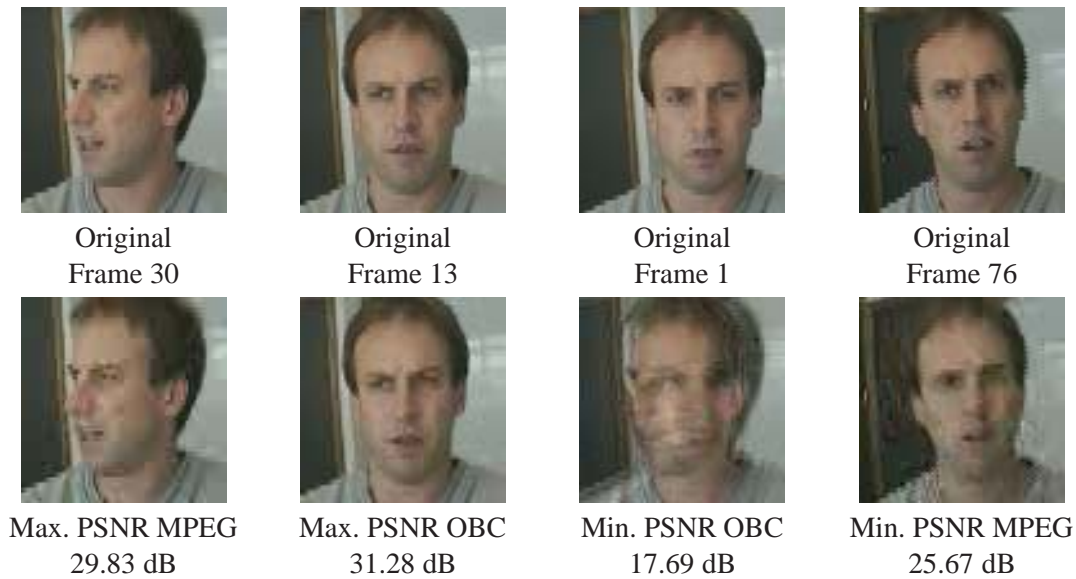 Original
Frame 30
Original
Frame 13
Original
Frame 1
Original
Frame 76
Max. PSNR MPEG
29.83 dB
Max. PSNR OBC
31.28 dB
Min. PSNR OBC
17.69 dB
Min. PSNR MPEG
25.67 dB